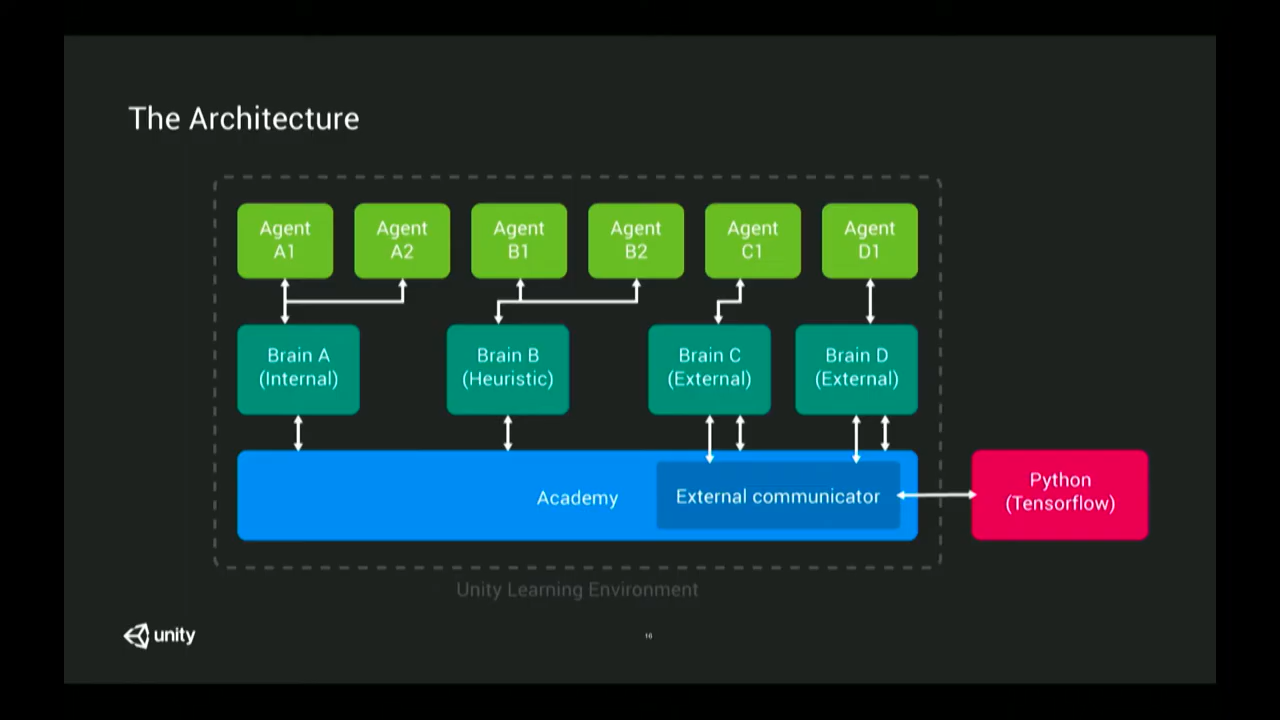 The Architecture
Agent
A1
Agent
A2
Agent
B1
Agent
B2
Agent
C1
Agent
D1
Brain A
(Internal)
Brain B
(Heuristic)
Brain C
(External)
Brain D
(External)
Academy
External communicator
Python
(Tensorflow)
Unity Learning Environment
unity
16